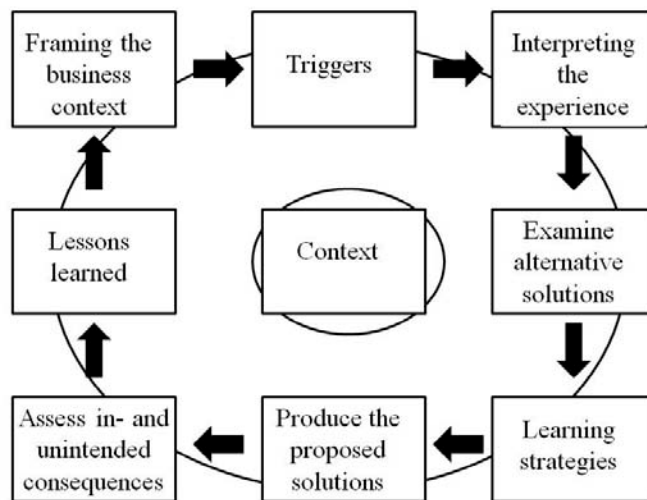 Framing the
business
context
Triggers
Interpreting
the
experience
Lessons
learned
Context
Examine
alternative
solutions
Assess in- and
unintended
consequences
Produce the
proposed
solutions
Learning
strategies